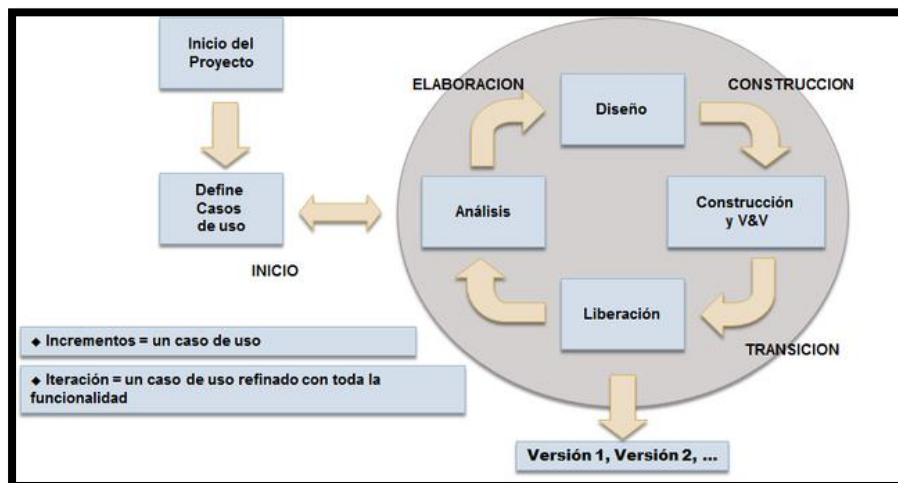 Inicio del
Proyecto
ELABORACION
CONSTRUCCION
Diseño
Define
Casos
de uso
Análisis
Construcción
y V&V
INICIO
Liberación
TRANSICION
◆ Incrementos = un caso de uso
◆ Iteración = un caso de uso refinado con toda la
funcionalidad
Versión 1, Versión 2, ...